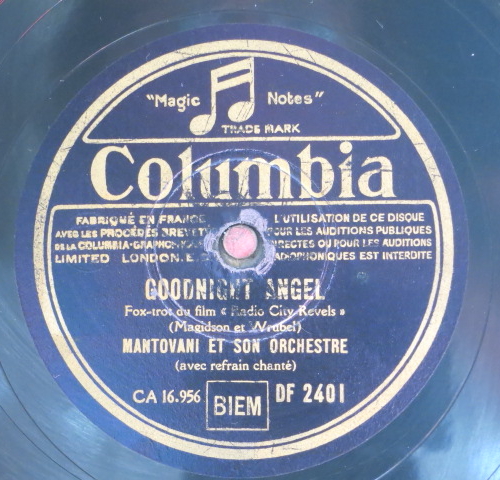 "Magic Notes"
TRADE MARK
Columbia
FABRIQUÉ EN FRANCE
AVEC LES PROCÉDÉS BREVETÉ
DE LA COLUMBIA-GRAPHOPHONE
LIMITED LONDON.E.C
L'UTILISATION DE CE DISQUE
POUR LES AUDITIONS PUBLIQUES
DIRECTES OU POUR LES AUDITIONS
RADIOPHONIQUES EST INTERDITE
GOODNIGHT ANGEL
Fox-trot du film « Radio City Revels »
(Magidson et Wrubel)
MANTOVANI ET SON ORCHESTRE
(avec refrain chanté)
CA 16.956 BIEM DF 2401